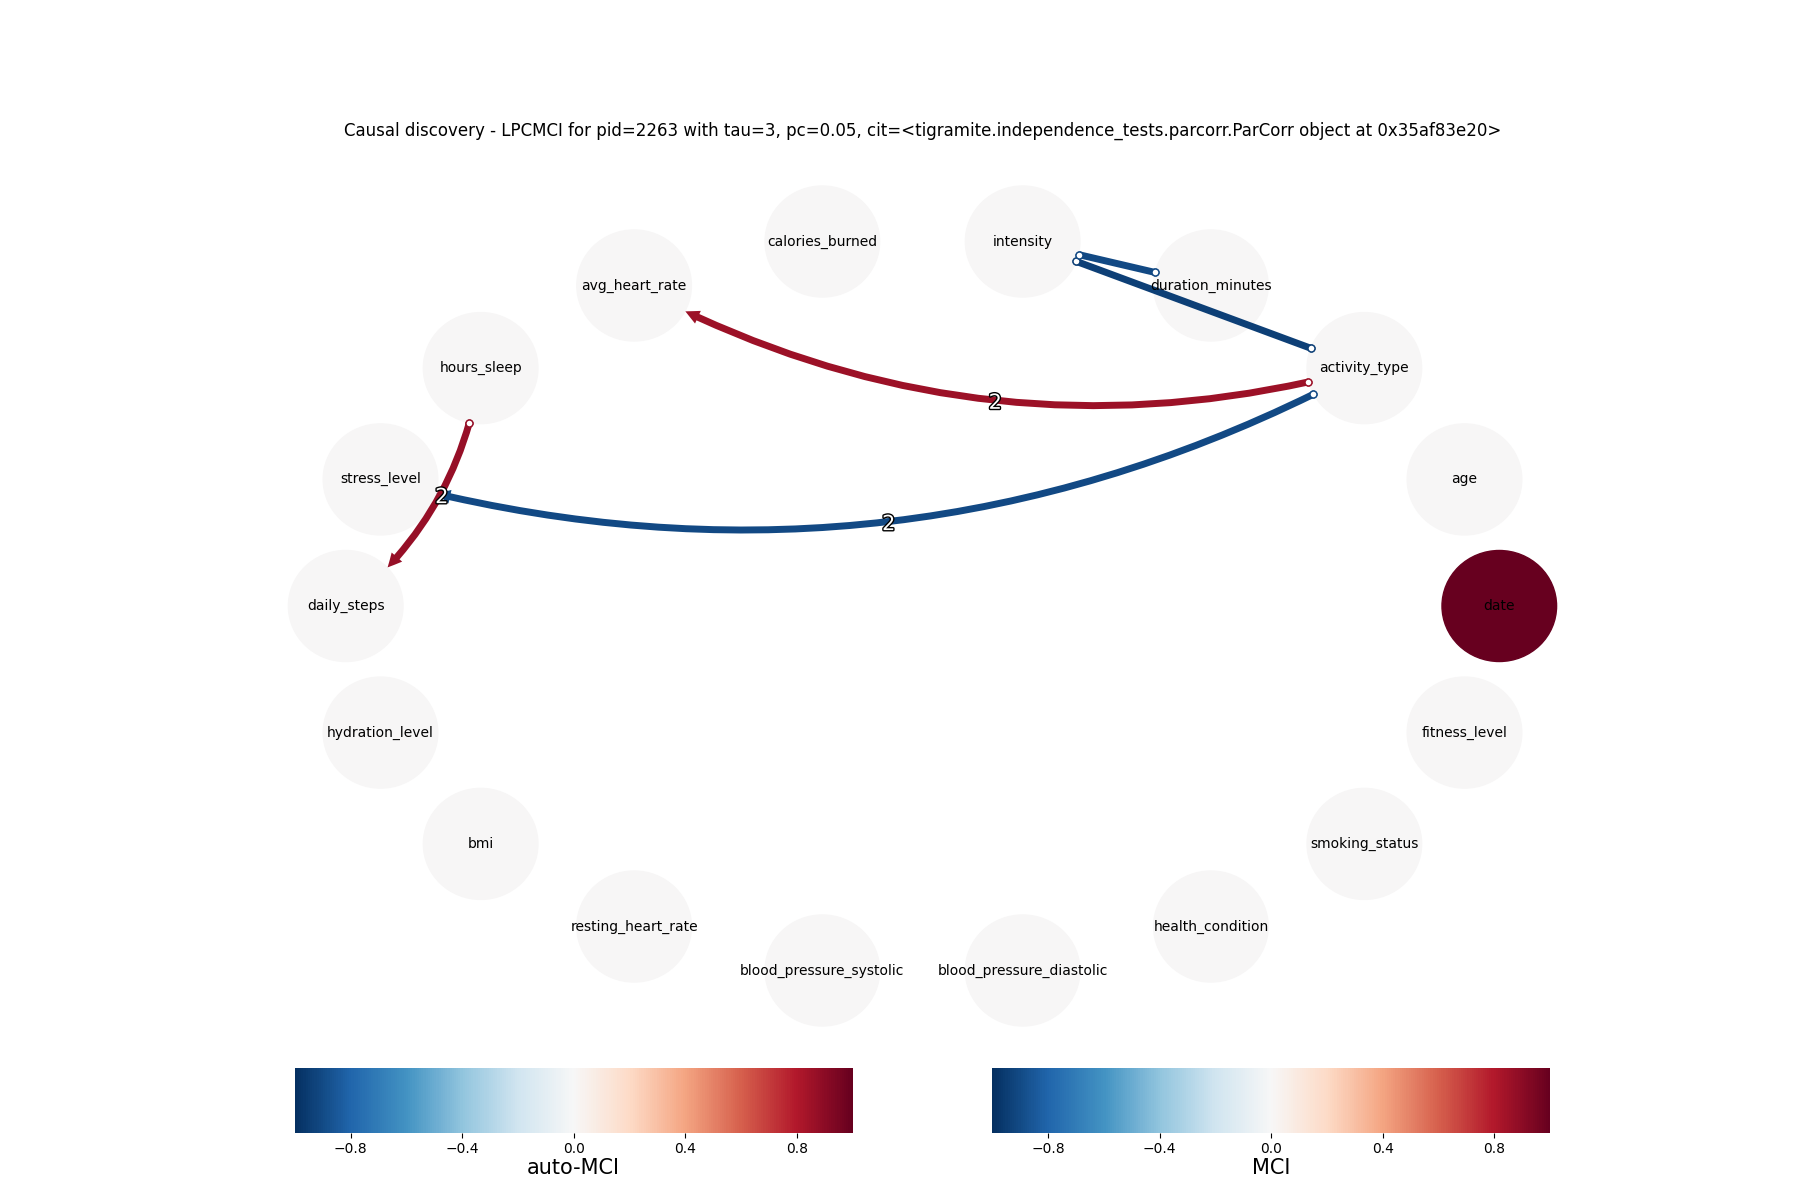 Causal discovery - LPCMCI for pid=2263 with tau=3, pc=0.05, cit=<tigramite.independence_tests.parcorr.ParCorr object at 0x35af83e20>
calories_burned
intensity
avg_heart_rate
duration_minutes
hours_sleep
activity_type
2
stress_level
age
2
2
daily_steps
date
hydration_level
fitness_level
bmi
smoking_status
resting_heart_rate
health_condition
blood_pressure_systolic
blood_pressure_diastolic
−0.8 −0.4 0.0 0.4 0.8
auto-MCI
−0.8 −0.4 0.0 0.4 0.8
MCI